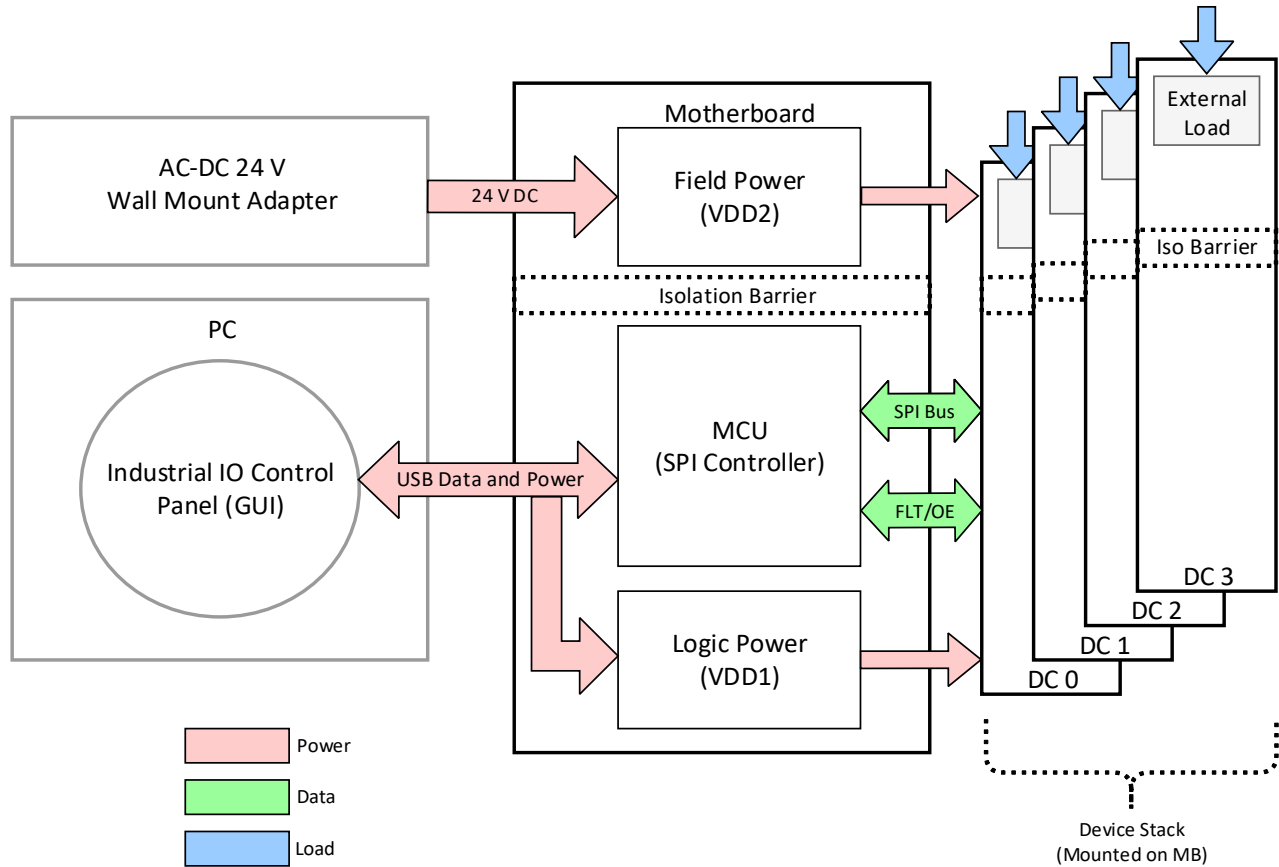 AC-DC 24 V
Wall Mount Adapter
24 V DC
Motherboard
Field Power
(VDD2)
Isolation Barrier
External
Load
Iso Barrier
PC
Industrial IO Control
Panel (GUI)
USB Data and Power
MCU
(SPI Controller)
SPI Bus
FLT/OE
Logic Power
(VDD1)
DC 3
DC 2
DC 1
DC 0
Power
Data
Load
Device Stack
(Mounted on MB)